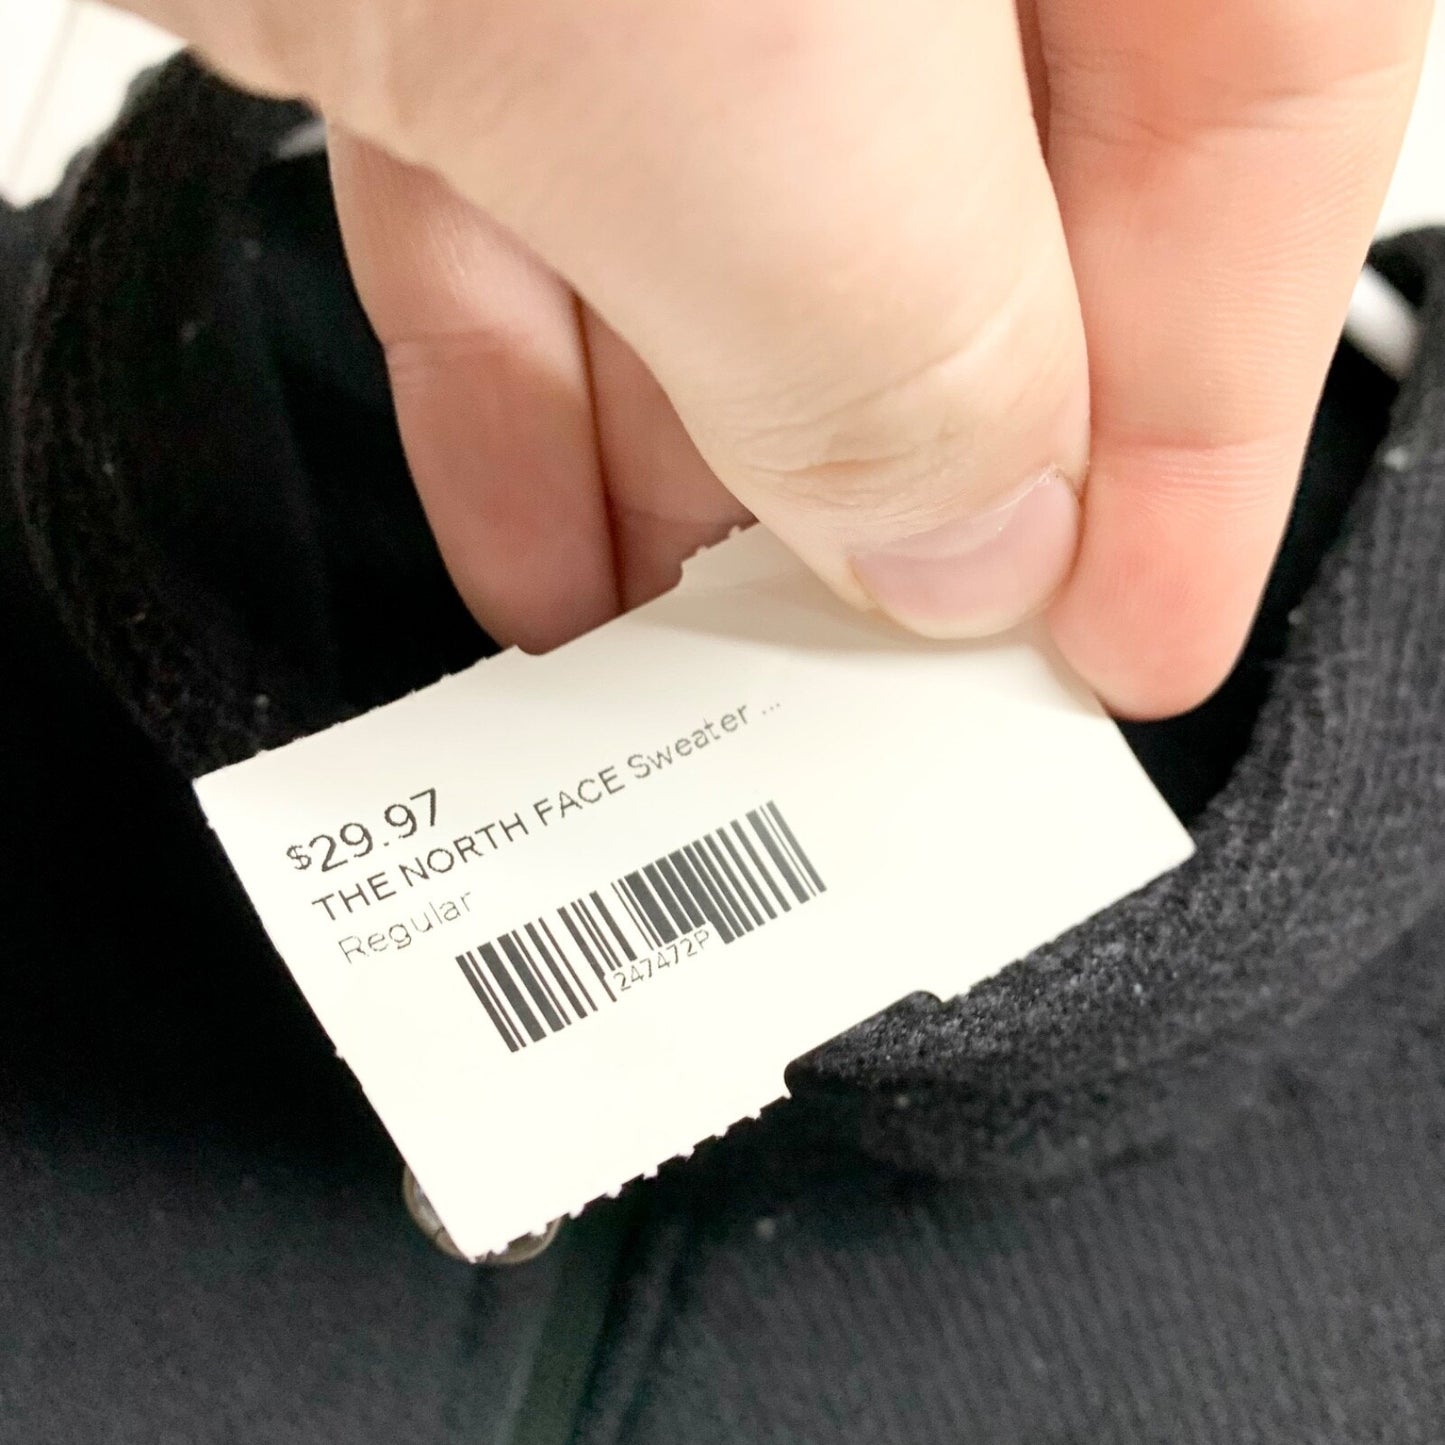 $29.97
THE NORTH FACE Sweater ...
Regular
247472P